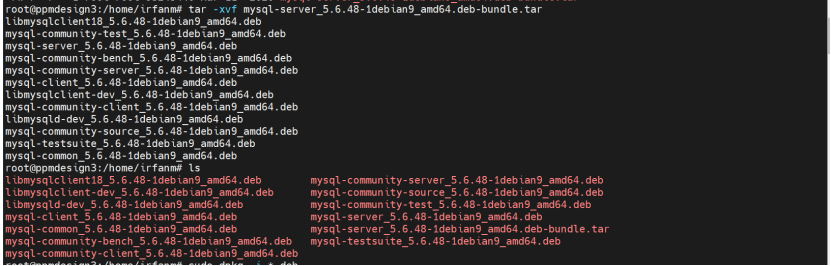 root@ppmdesign3:/home/irfanm# tar -xvf mysql-server_5.6.48-1debian9_amd64.deb-bundle.tar
libmysqlclient18_5.6.48-1debian9_amd64.deb
mysql-community-test_5.6.48-1debian9_amd64.deb
mysql-server_5.6.48-1debian9_amd64.deb
mysql-community-bench_5.6.48-1debian9_amd64.deb
mysql-community-server_5.6.48-1debian9_amd64.deb
mysql-client_5.6.48-1debian9_amd64.deb
libmysqlclient-dev_5.6.48-1debian9_amd64.deb
mysql-community-client_5.6.48-1debian9_amd64.deb
libmysqld-dev_5.6.48-1debian9_amd64.deb
mysql-community-source_5.6.48-1debian9_amd64.deb
mysql-testsuite_5.6.48-1debian9_amd64.deb
mysql-common_5.6.48-1debian9_amd64.deb
root@ppmdesign3:/home/irfanm# ls
libmysqlclient18_5.6.48-1debian9_amd64.deb mysql-community-server_5.6.48-1debian9_amd64.deb
libmysqlclient-dev_5.6.48-1debian9_amd64.deb mysql-community-source_5.6.48-1debian9_amd64.deb
libmysqld-dev_5.6.48-1debian9_amd64.deb mysql-community-test_5.6.48-1debian9_amd64.deb
mysql-client_5.6.48-1debian9_amd64.deb mysql-server_5.6.48-1debian9_amd64.deb
mysql-common_5.6.48-1debian9_amd64.deb mysql-server_5.6.48-1debian9_amd64.deb-bundle.tar
mysql-community-bench_5.6.48-1debian9_amd64.deb mysql-testsuite_5.6.48-1debian9_amd64.deb
mysql-community-client_5.6.48-1debian9_amd64.deb
root@ppmdesign3:/home/irfanm# sudo dpkg -i *.deb